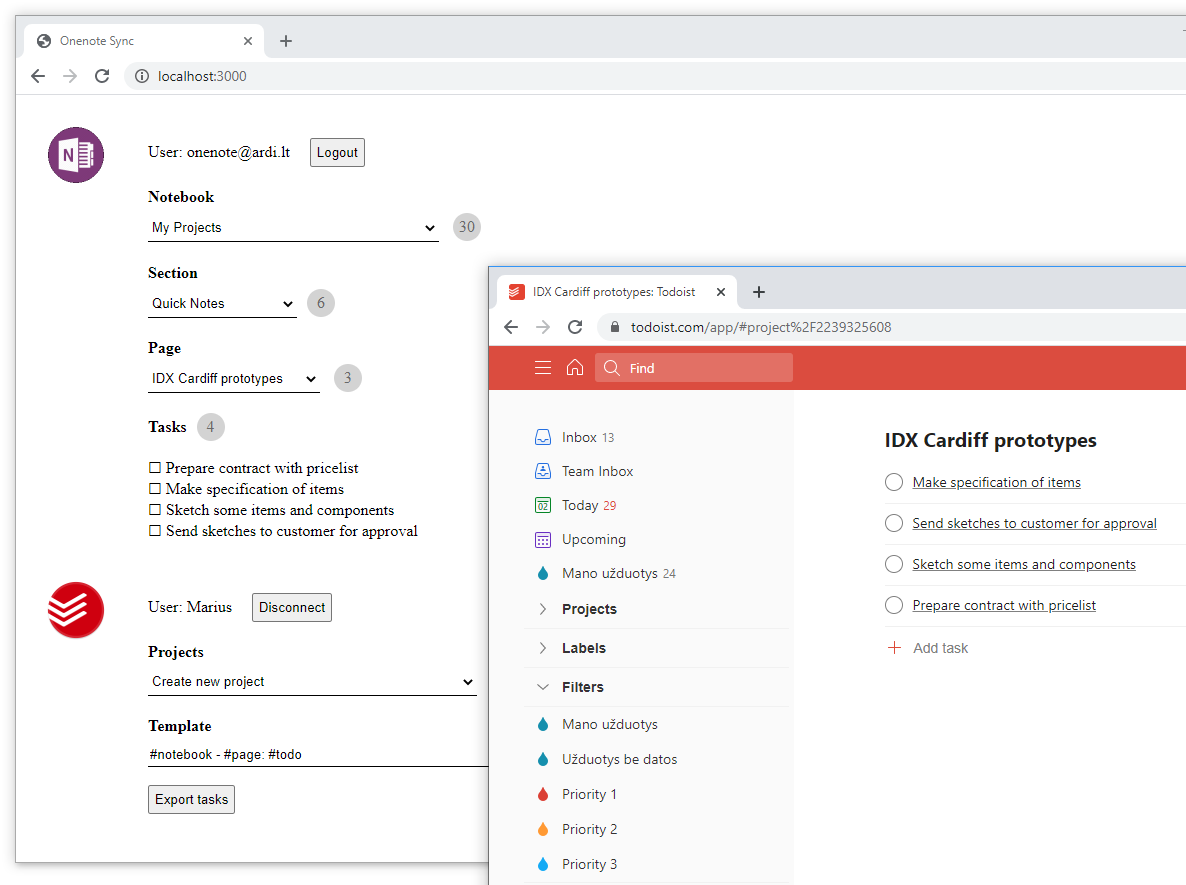 Onenote Sync
localhost:3000
N
User: onenote@ardi.lt Logout
Notebook
My Projects 30
Section
Quick Notes 6
Page
IDX Cardiff prototypes 3
Tasks 4
Prepare contract with pricelist
Make specification of items
Sketch some items and components
Send sketches to customer for approval
User: Marius Disconnect
Projects
Create new project
Template
#notebook - #page: #todo
Export tasks
IDX Cardiff prototypes: Todoist
todoist.com/app/#project%2F2239325608
Find
Inbox 13
Team Inbox
02 Today 29
Upcoming
Mano užduotys 24
Projects
Labels
Filters
Mano užduotys
Užduotys be datos
Priority 1
Priority 2
Priority 3
IDX Cardiff prototypes
Make specification of items
Send sketches to customer for approval
Sketch some items and components
Prepare contract with pricelist
Add task